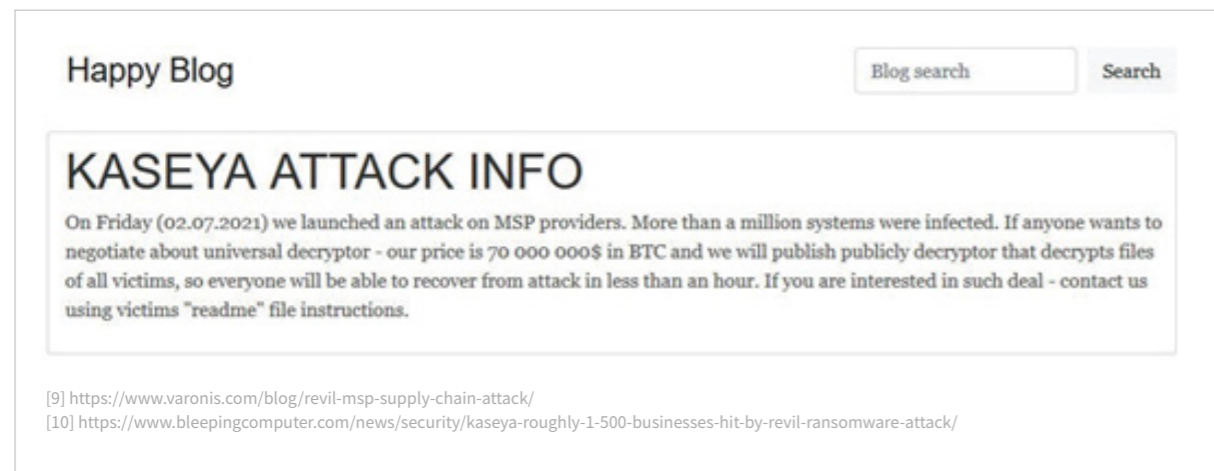 Happy Blog
Blog search
Search
KASEYA ATTACK INFO
On Friday (02.07.2021) we launched an attack on MSP providers. More than a million systems were infected. If anyone wants to
negotiate about universal decryptor - our price is 70 000 000$ in BTC and we will publish publicly decryptor that decrypts files
of all victims, so everyone will be able to recover from attack in less than an hour. If you are interested in such deal - contact us
using victims "readme" file instructions.
[9] https://www.varonis.com/blog/revil-msp-supply-chain-attack/
[10] https://www.bleepingcomputer.com/news/security/kaseya-roughly-1-500-businesses-hit-by-revil-ransomware-attack/